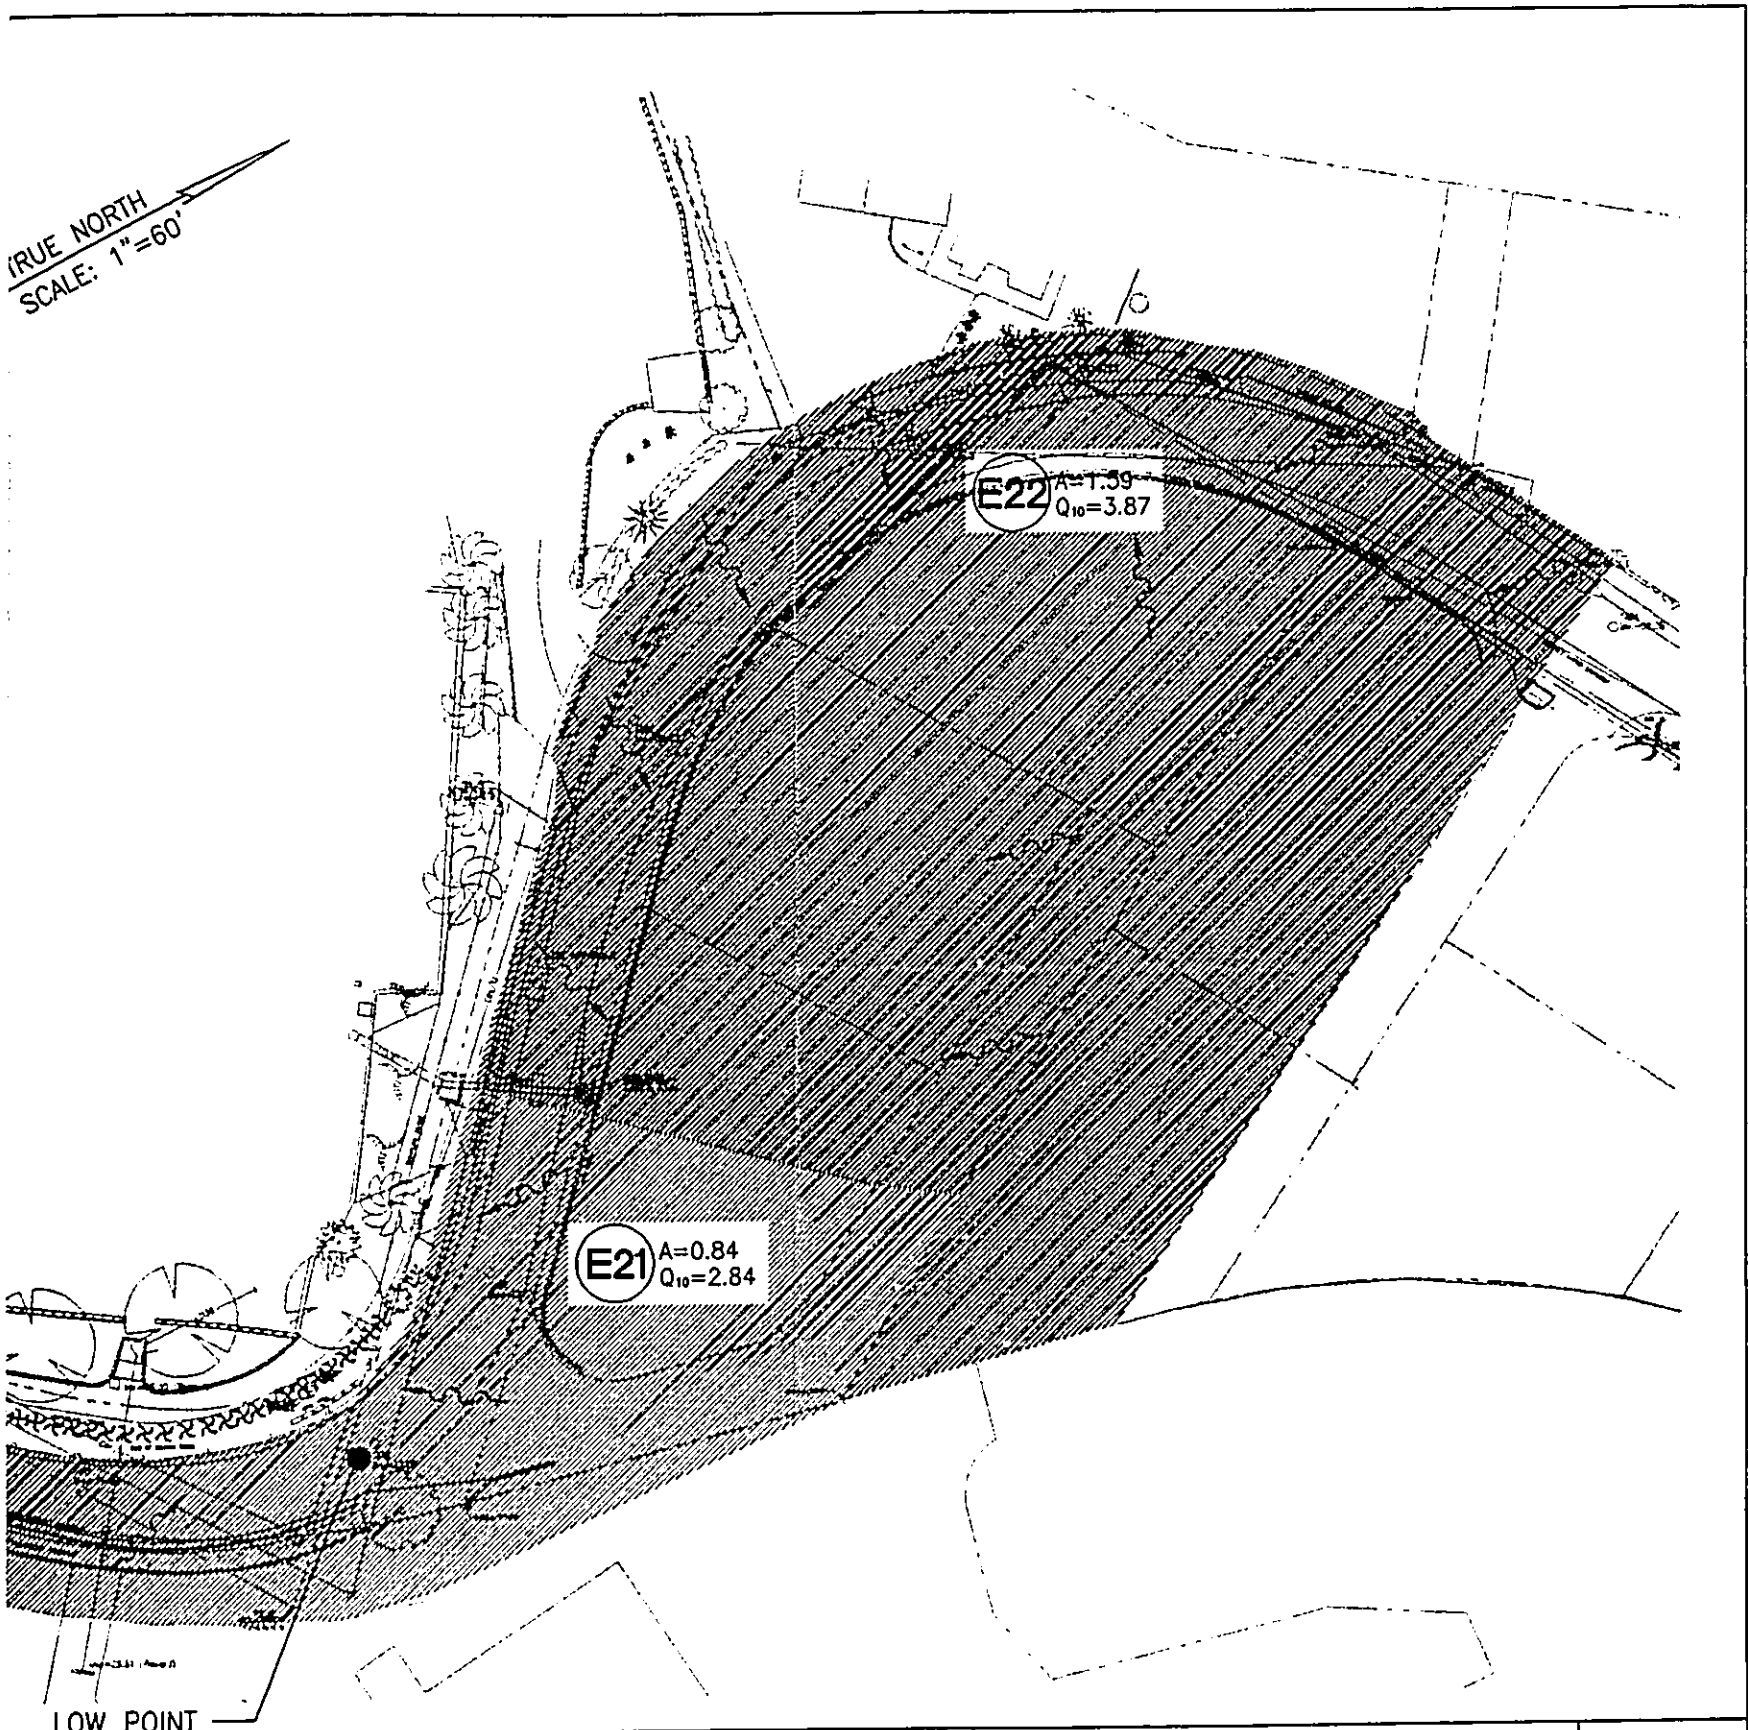 TRUE NORTH
SCALE: 1"=60'
E22 A=1.59
Q₁₀=3.87
E21 A=0.84
Q₁₀=2.84
LOW POINT